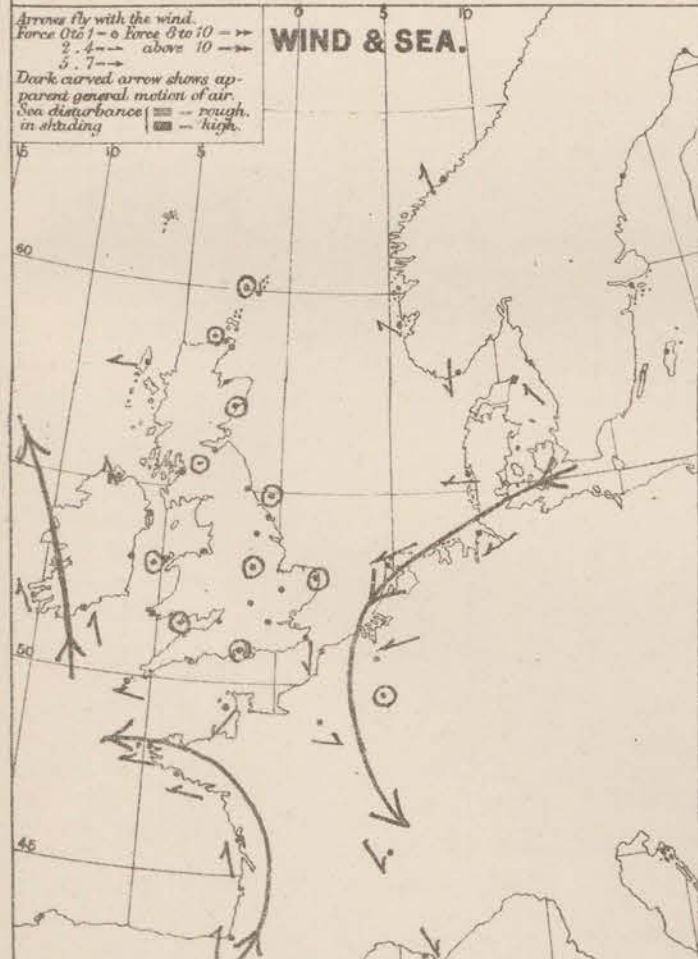 Arrows fly with the wind.
Force 0 to 1 - o Force 8 to 10 - ➳
2 . 4 - ⇀ above 10 - ➳
5 . 7 - →
Dark curved arrow shows ap-
parent general motion of air.
Sea disturbance { - rough.
in shading - high.
WIND & SEA.
0 5 10
15 10 5 0
60
50
45